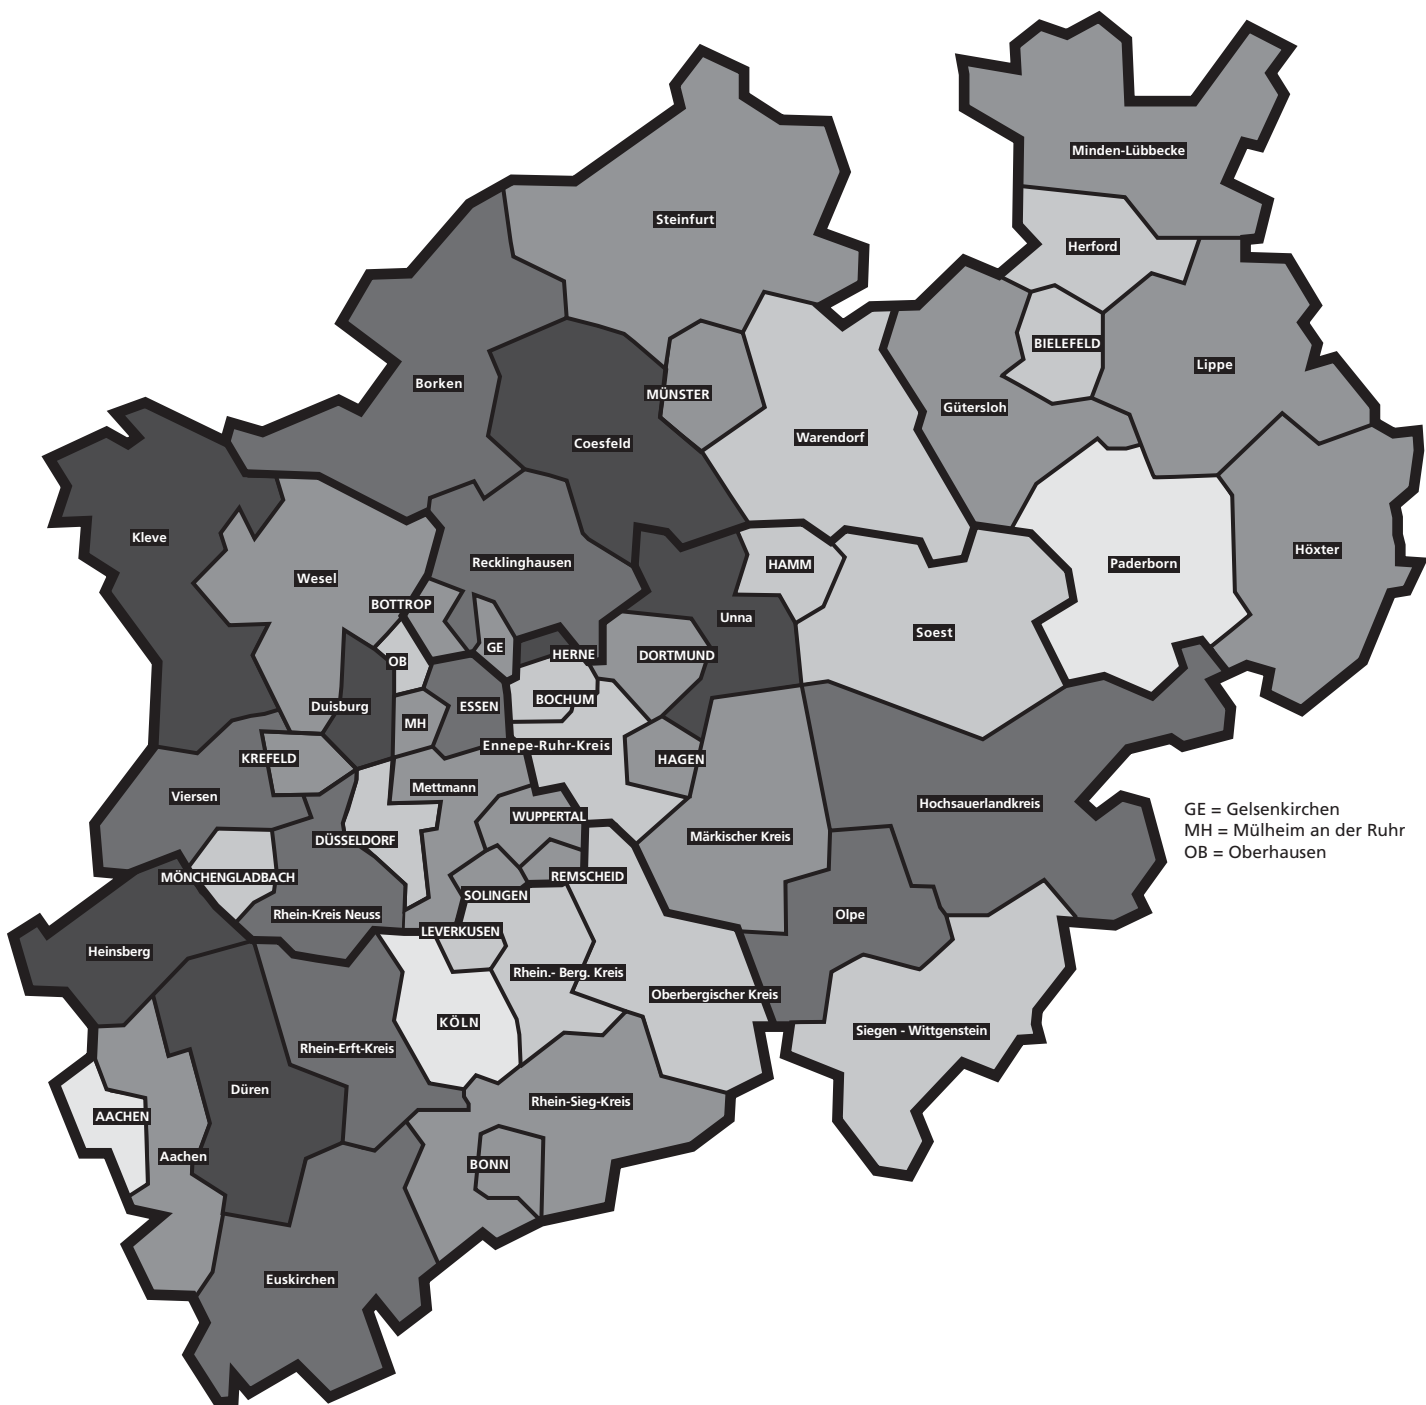 Minden-Lübbecke
Steinfurt
Herford
BIELEFELD
Lippe
Borken
MÜNSTER
Gütersloh
Coesfeld
Warendorf
Kleve
Höxter
Recklinghausen
HAMM
Paderborn
Wesel
BOTTROP
Unna
Soest
GE
HERNE
DORTMUND
OB
BOCHUM
Duisburg
ESSEN
MH
Ennepe-Ruhr-Kreis
KREFELD
HAGEN
Mettmann
Viersen
Hochsauerlandkreis
GE = Gelsenkirchen
MH = Mülheim an der Ruhr
OB = Oberhausen
WUPPERTAL
DÜSSELDORF
Märkischer Kreis
MÖNCHENGLADBACH
REMSCHEID
SOLINGEN
Rhein-Kreis Neuss
Olpe
LEVERKUSEN
Heinsberg
Rhein.- Berg. Kreis
Oberbergischer Kreis
KÖLN
Siegen - Wittgenstein
Rhein-Erft-Kreis
Düren
Rhein-Sieg-Kreis
AACHEN
Aachen
BONN
Euskirchen